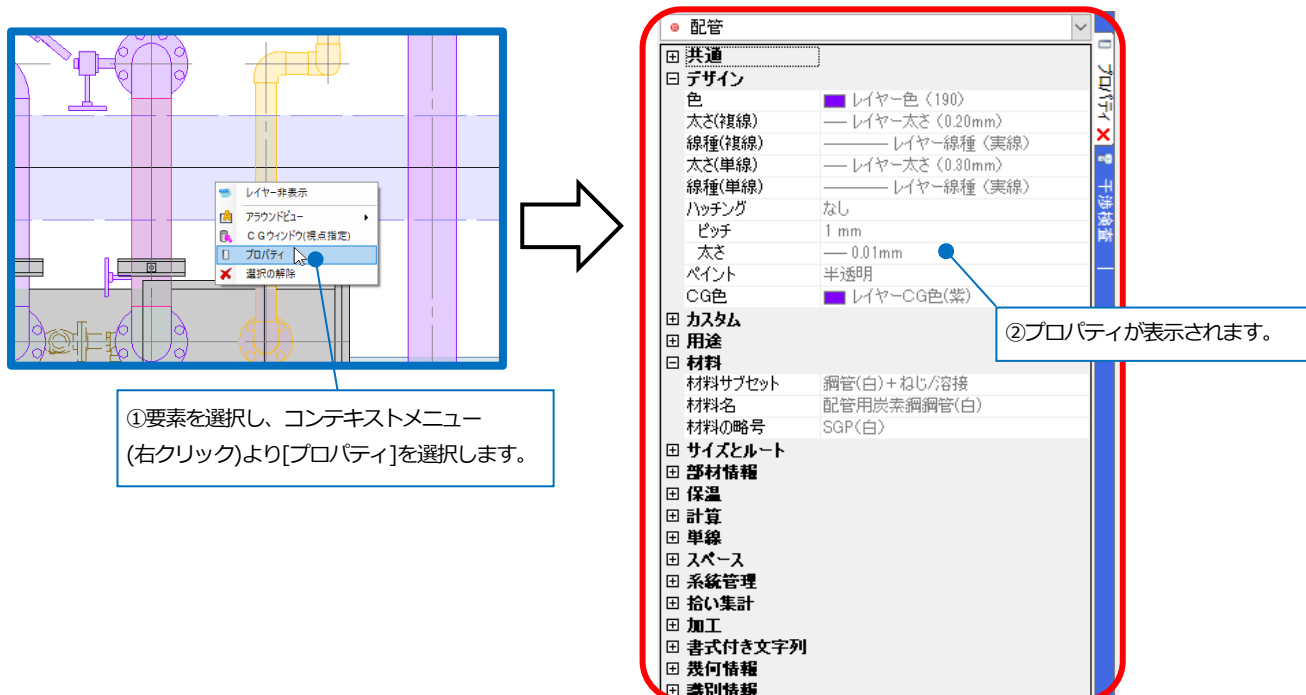 レイヤー非表示
アラウンドビュー
CGウィンドウ(視点指定)
プロパティ
選択の解除
①要素を選択し、コンテキストメニュー
(右クリック)より[プロパティ]を選択します。
配管
共通
デザイン
色 レイヤー色（190）
太さ(複線) レイヤー太さ（0.20mm）
線種(複線) レイヤー線種（実線）
太さ(単線) レイヤー太さ（0.30mm）
線種(単線) レイヤー線種（実線）
ハッチング なし
ピッチ 1 mm
太さ 0.01mm
ペイント 半透明
CG色 レイヤーCG色(紫)
カスタム
用途
材料
材料サブセット 鋼管(白)+ねじ/溶接
材料名 配管用炭素鋼鋼管(白)
材料の略号 SGP(白)
サイズとルート
部材情報
保温
計算
単線
スペース
系統管理
拾い集計
加工
書式付き文字列
幾何情報
識別情報
プロパティ
干渉検査
②プロパティが表示されます。